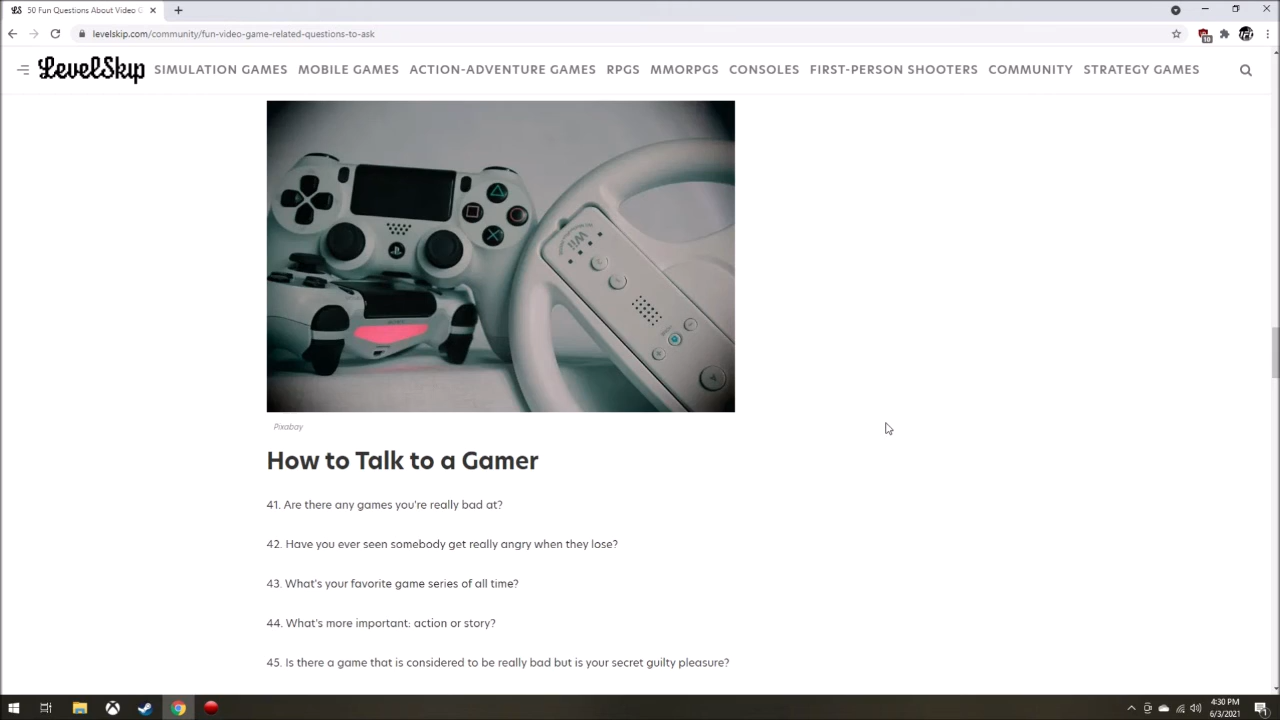 50 Fun Questions About Video G
levelskip.com/community/fun-video-game-related-questions-to-ask
10
LevelSkip SIMULATION GAMES MOBILE GAMES ACTION-ADVENTURE GAMES RPGS MMORPGS CONSOLES FIRST-PERSON SHOOTERS COMMUNITY STRATEGY GAMES
Wii
Pixabay
How to Talk to a Gamer
41. Are there any games you're really bad at?
42. Have you ever seen somebody get really angry when they lose?
43. What's your favorite game series of all time?
44. What's more important: action or story?
45. Is there a game that is considered to be really bad but is your secret guilty pleasure?
4:30 PM
6/3/2021